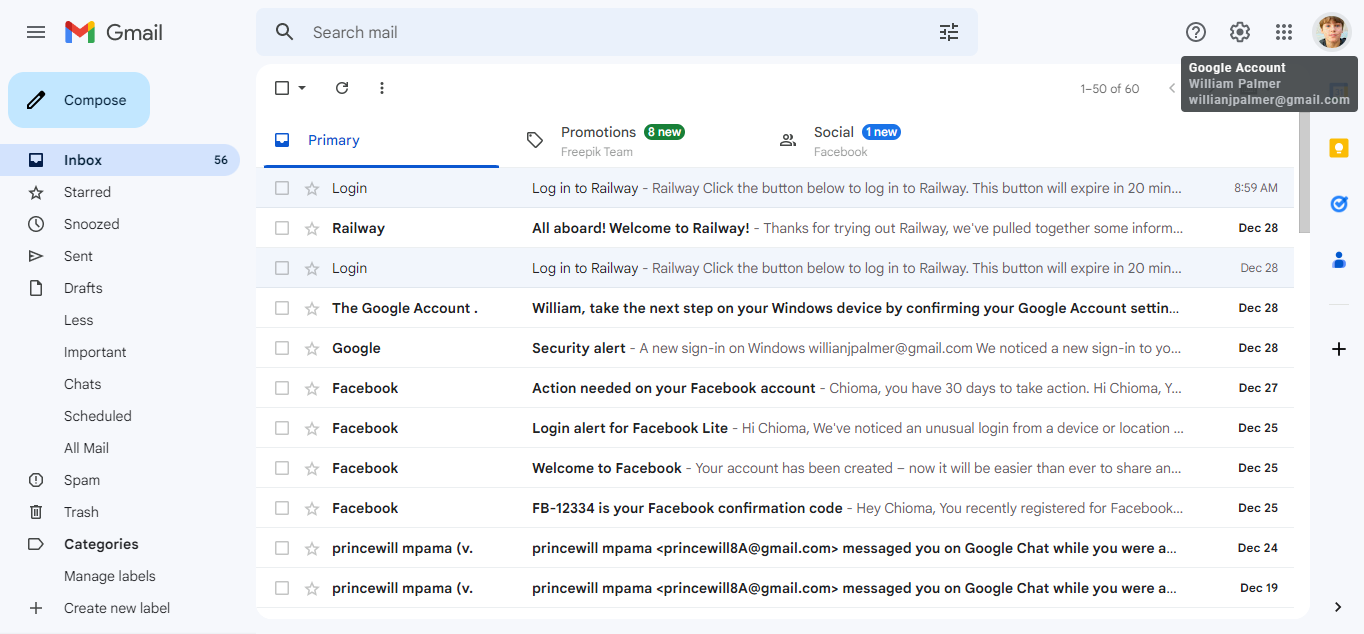 Gmail
Search mail
Google Account
William Palmer
willianjpalmer@gmail.com
Compose
1–50 of 60
Primary
Promotions 8 new
Freepik Team
Social 1 new
Facebook
Inbox 56
Starred
Snoozed
Sent
Drafts
Less
Important
Chats
Scheduled
All Mail
Spam
Trash
Categories
Manage labels
Create new label
Login Log in to Railway - Railway Click the button below to log in to Railway. This button will expire in 20 min... 8:59 AM
Railway All aboard! Welcome to Railway! - Thanks for trying out Railway, we've pulled together some inform... Dec 28
Login Log in to Railway - Railway Click the button below to log in to Railway. This button will expire in 20 min... Dec 28
The Google Account . William, take the next step on your Windows device by confirming your Google Account settin... Dec 28
Google Security alert - A new sign-in on Windows willianjpalmer@gmail.com We noticed a new sign-in to yo... Dec 28
Facebook Action needed on your Facebook account - Chioma, you have 30 days to take action. Hi Chioma, Y... Dec 27
Facebook Login alert for Facebook Lite - Hi Chioma, We've noticed an unusual login from a device or location ... Dec 25
Facebook Welcome to Facebook - Your account has been created – now it will be easier than ever to share an... Dec 25
Facebook FB-12334 is your Facebook confirmation code - Hey Chioma, You recently registered for Facebook... Dec 25
princewill mpama (v. princewill mpama <princewill8A@gmail.com> messaged you on Google Chat while you were a... Dec 24
princewill mpama (v. princewill mpama <princewill8A@gmail.com> messaged you on Google Chat while you were a... Dec 19